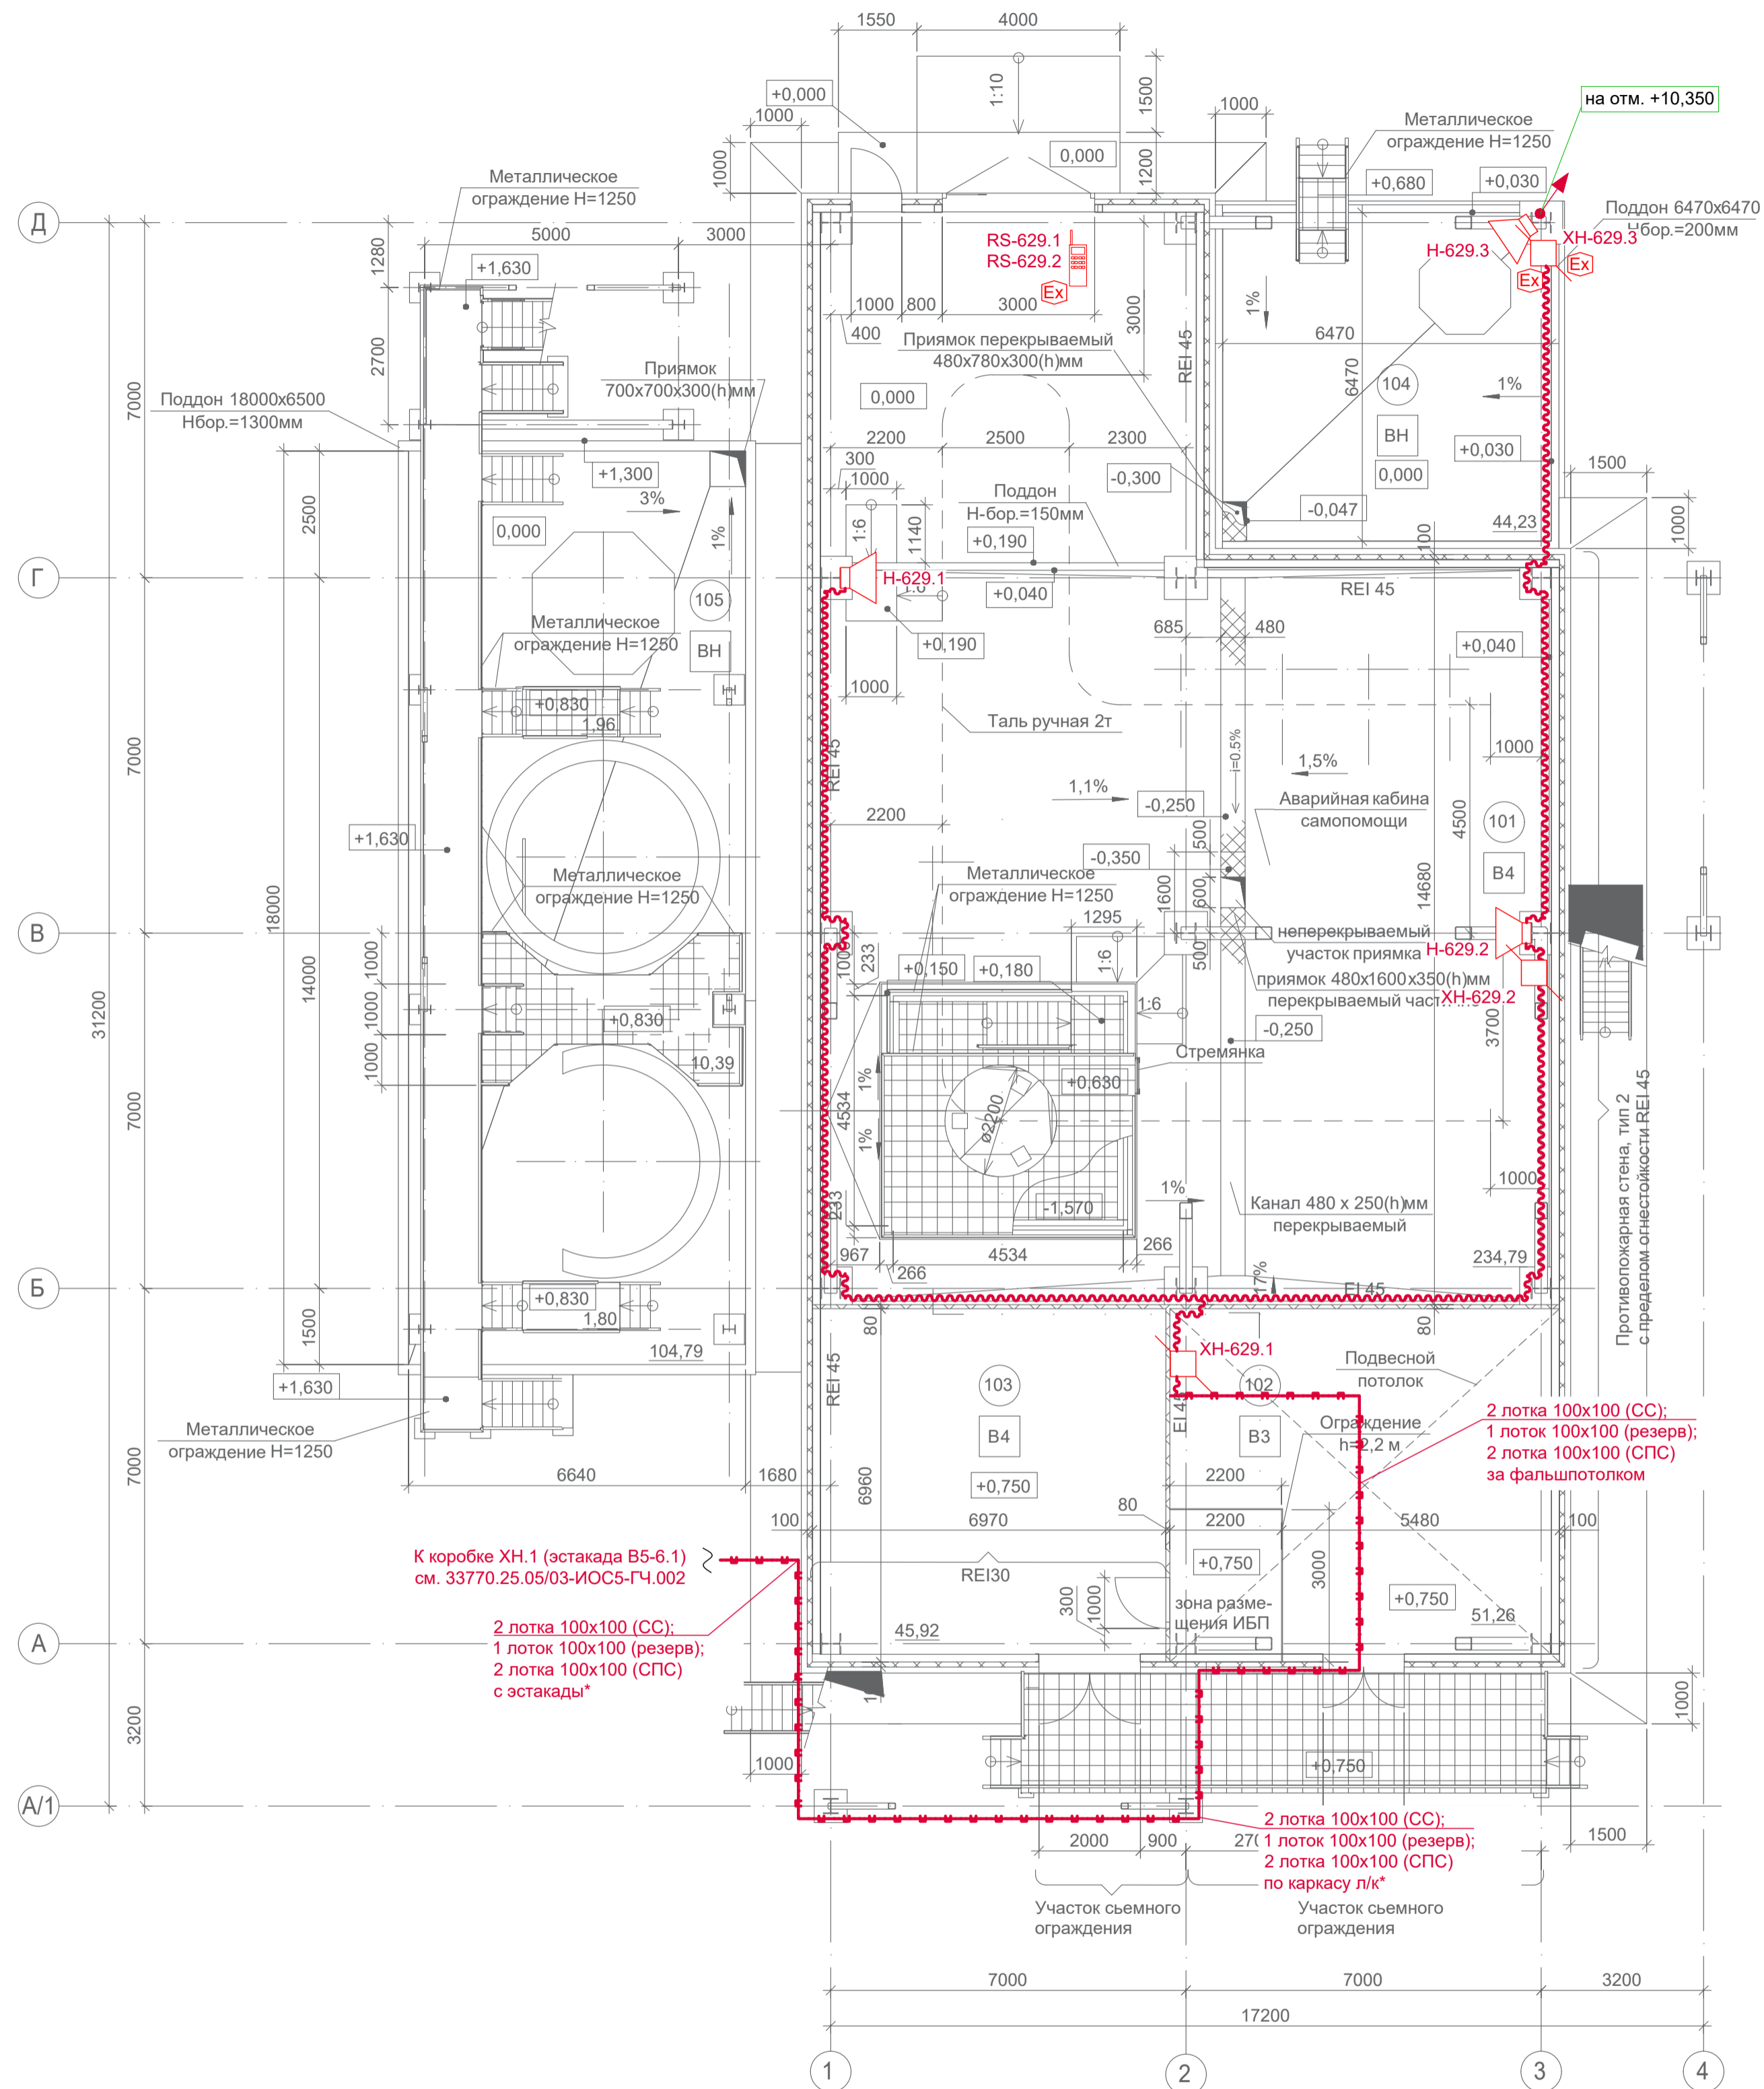 1550
4000
+0,000
1:10
1500
1000
1000
на отм. +10,350
Металлическое
ограждение Н=1250
1000
0,000
1200
+0,680
+0,030
Металлическое
ограждение Н=1250
Поддон 6470х6470
Нбор.=200мм
Д
5000
3000
1280
+1,630
RS-629.1
RS-629.2
Ex
H-629.3
XH-629.3
Ex
Ex
1000
800
3000
400
3000
REI 45
1%
6470
6470
2700
7000
Приямок перекрываемый
480х780х300(h)мм
Приямок
700х700х300(h)мм
Поддон 18000х6500
Нбор.=1300мм
0,000
104
1%
ВН
+0,030
0,000
2200
2500
2300
300
1000
-0,300
1500
+1,300
3%
2500
0,000
1%
1:6
1140
Поддон
Н-бор.=150мм
+0,190
-0,047
44,23
1000
100
Г
H-629.1
1:6
+0,040
REI 45
105
Металлическое
ограждение Н=1250
ВН
+0,190
685
480
+0,040
1000
+0,830
1,96
Таль ручная 2т
7000
REI 45
i=0.5%
1,5%
1000
1,1%
-0,250
Аварийная кабина
самопомощи
4500
101
2200
500
+1,630
-0,350
В4
Металлическое
ограждение Н=1250
Металлическое
ограждение Н=1250
1600
600
14680
18000
1295
В
неперекрываемый
участок приямка
H-629.2
1000
1000
233
+0,150
+0,180
1:6
500
приямок 480х1600х350(h)мм
перекрываемый час
XH-629.2
31200
14000
1000
+0,830
1:6
-0,250
3700
1000
10,39
Стремянка
1%
+0,630
4534
ø2200
7000
1%
Противопожарная стена, тип 2
с пределом огнестойкости REI 45
1000
1%
233
-1,570
Канал 480 х 250(h)мм
перекрываемый
967
4534
266
266
234,79
Б
+0,830
1,80
17%
EI 45
1500
80
80
104,79
REI 45
XH-629.1
Подвесной
потолок
+1,630
103
102
EI 45
2 лотка 100х100 (СС);
1 лоток 100х100 (резерв);
2 лотка 100х100 (СПС)
за фальшпотолком
Металлическое
ограждение Н=1250
В4
В3
Ограждение
h=2,2 м
7000
6640
1680
6960
+0,750
2200
80
100
6970
2200
5480
100
К коробке ХН.1 (эстакада В5-6.1)
см. 33770.25.05/03-ИОС5-ГЧ.002
REI30
+0,750
3000
300
1000
зона разме-
щения ИБП
+0,750
51,26
2 лотка 100х100 (СС);
1 лоток 100х100 (резерв);
2 лотка 100х100 (СПС)
с эстакады*
А
45,92
1000
3200
1000
+0,750
А/1
2 лотка 100х100 (СС);
1 лоток 100х100 (резерв);
2 лотка 100х100 (СПС)
по каркасу л/к*
2000
900
1500
Участок сьемного
ограждения
Участок сьемного
ограждения
7000
7000
3200
17200
1
2
3
4